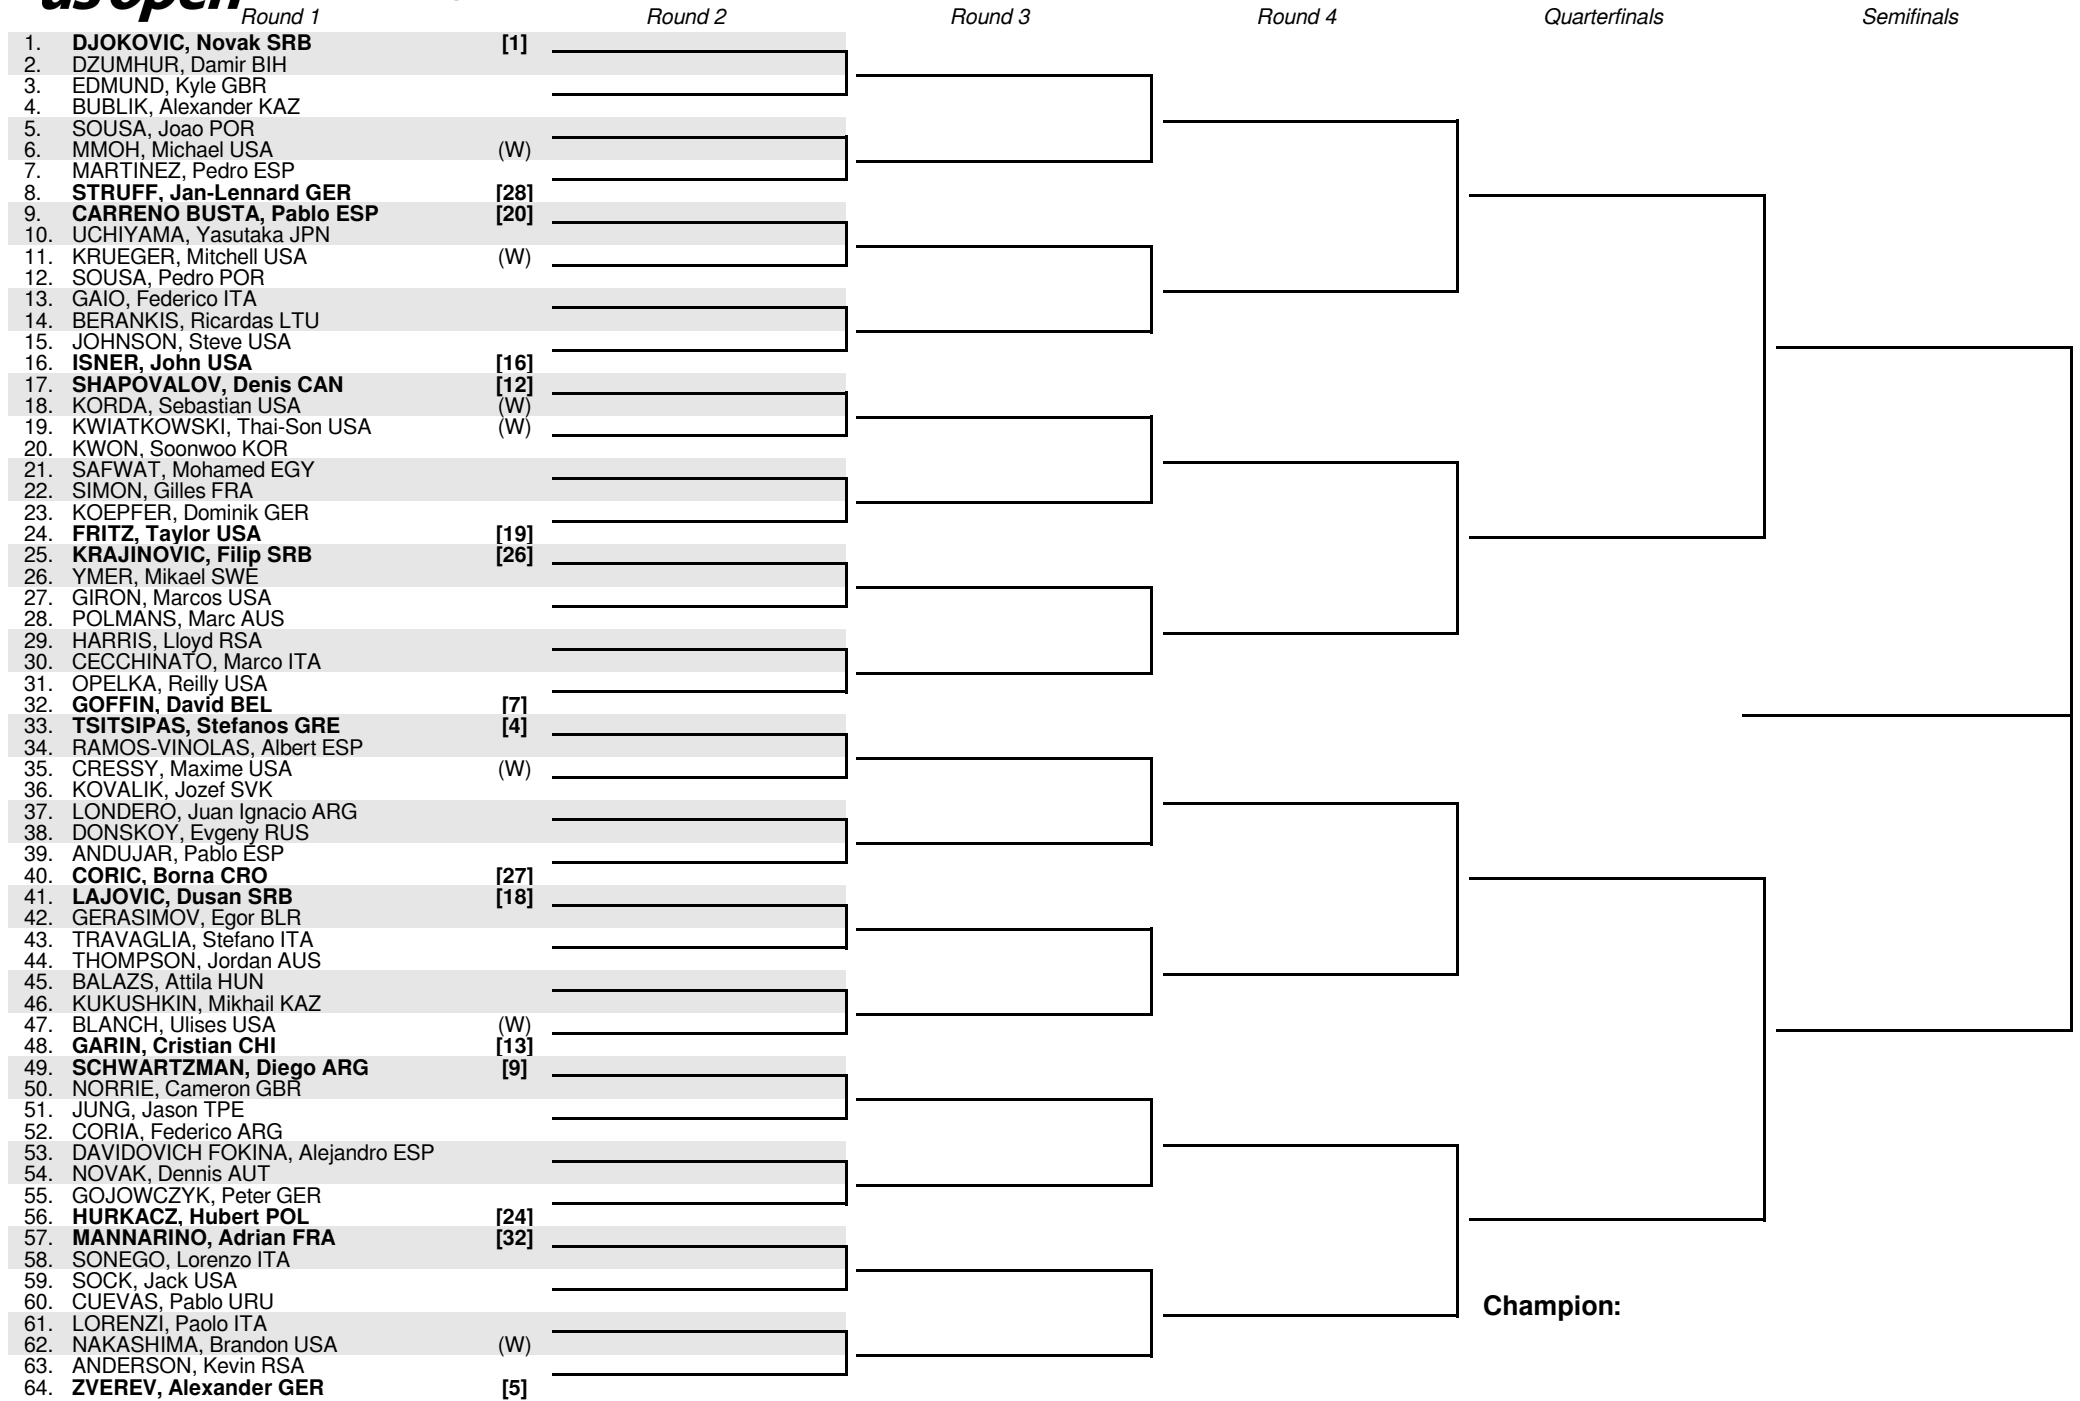 us open
Round 1 Round 2 Round 3 Round 4 Quarterfinals Semifinals
1. DJOKOVIC, Novak SRB [1]
2. DZUMHUR, Damir BIH
3. EDMUND, Kyle GBR
4. BUBLIK, Alexander KAZ
5. SOUSA, Joao POR
6. MMOH, Michael USA (W)
7. MARTINEZ, Pedro ESP
8. STRUFF, Jan-Lennard GER [28]
9. CARRENO BUSTA, Pablo ESP [20]
10. UCHIYAMA, Yasutaka JPN
11. KRUEGER, Mitchell USA (W)
12. SOUSA, Pedro POR
13. GAIO, Federico ITA
14. BERANKIS, Ricardas LTU
15. JOHNSON, Steve USA
16. ISNER, John USA [16]
17. SHAPOVALOV, Denis CAN [12]
18. KORDA, Sebastian USA (W)
19. KWIATKOWSKI, Thai-Son USA (W)
20. KWON, Soonwoo KOR
21. SAFWAT, Mohamed EGY
22. SIMON, Gilles FRA
23. KOEPFER, Dominik GER
24. FRITZ, Taylor USA [19]
25. KRAJINOVIC, Filip SRB [26]
26. YMER, Mikael SWE
27. GIRON, Marcos USA
28. POLMANS, Marc AUS
29. HARRIS, Lloyd RSA
30. CECCHINATO, Marco ITA
31. OPELKA, Reilly USA
32. GOFFIN, David BEL [7]
33. TSITSIPAS, Stefanos GRE [4]
34. RAMOS-VINOLAS, Albert ESP
35. CRESSY, Maxime USA (W)
36. KOVALIK, Jozef SVK
37. LONDERO, Juan Ignacio ARG
38. DONSKOY, Evgeny RUS
39. ANDUJAR, Pablo ESP
40. CORIC, Borna CRO [27]
41. LAJOVIC, Dusan SRB [18]
42. GERASIMOV, Egor BLR
43. TRAVAGLIA, Stefano ITA
44. THOMPSON, Jordan AUS
45. BALAZS, Attila HUN
46. KUKUSHKIN, Mikhail KAZ
47. BLANCH, Ulises USA (W)
48. GARIN, Cristian CHI [13]
49. SCHWARTZMAN, Diego ARG [9]
50. NORRIE, Cameron GBR
51. JUNG, Jason TPE
52. CORIA, Federico ARG
53. DAVIDOVICH FOKINA, Alejandro ESP
54. NOVAK, Dennis AUT
55. GOJOWCZYK, Peter GER
56. HURKACZ, Hubert POL [24]
57. MANNARINO, Adrian FRA [32]
58. SONEGO, Lorenzo ITA
59. SOCK, Jack USA
60. CUEVAS, Pablo URU
Champion:
61. LORENZI, Paolo ITA
62. NAKASHIMA, Brandon USA (W)
63. ANDERSON, Kevin RSA
64. ZVEREV, Alexander GER [5]